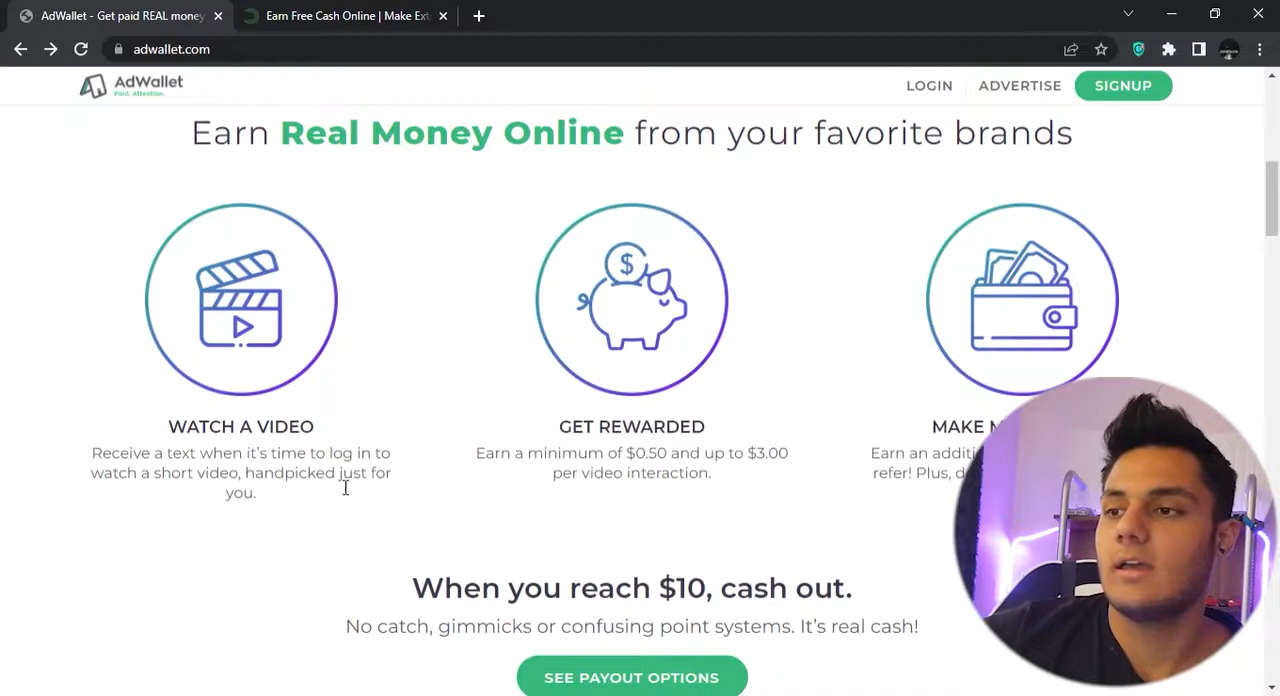 AdWallet - Get paid REAL money
Earn Free Cash Online | Make Ext
adwallet.com
AdWallet
Paid. Attention.
LOGIN
ADVERTISE
SIGNUP
Earn Real Money Online from your favorite brands
$
WATCH A VIDEO
Receive a text when it's time to log in to
watch a short video, handpicked just for
you.
GET REWARDED
Earn a minimum of $0.50 and up to $3.00
per video interaction.
MAKE
Earn an
refer! Plus,
When you reach $10, cash out.
No catch, gimmicks or confusing point systems. It's real cash!
SEE PAYOUT OPTIONS